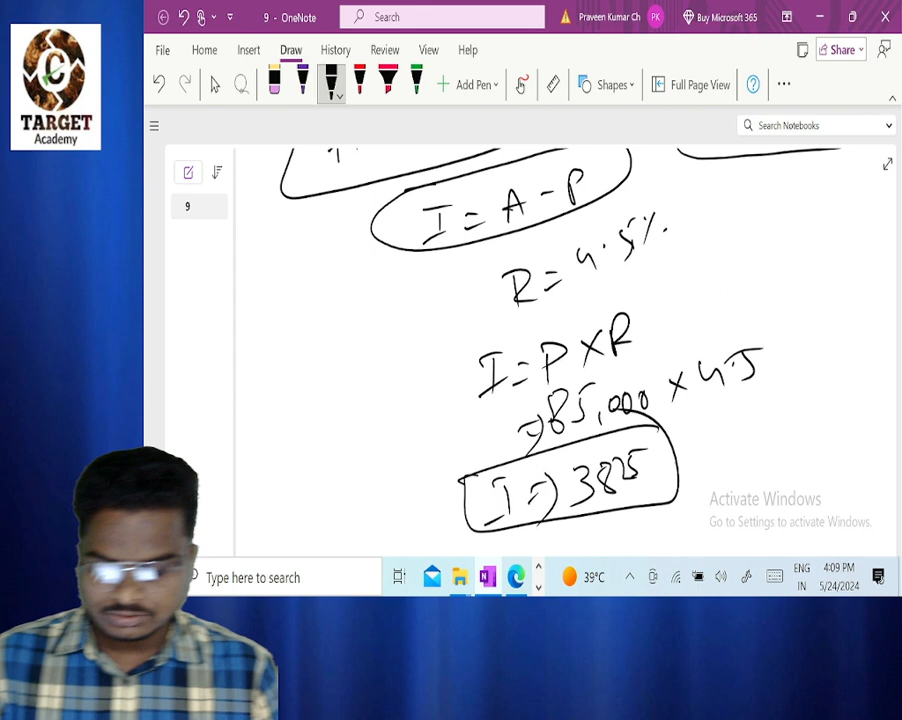 9 - OneNote
Search
Praveen Kumar Ch
PK
Buy Microsoft 365
File Home Insert Draw History Review View Help
Share
Add Pen
Shapes
Full Page View
Search Notebooks
9
TARGET
Academy
I = A - P
R = 4.5%
I = P × R
⇒ 85,000 × 4.5
I ⇒ 3825
Activate Windows
Go to Settings to activate Windows.
Type here to search
39°C
ENG
IN
4:09 PM
5/24/2024